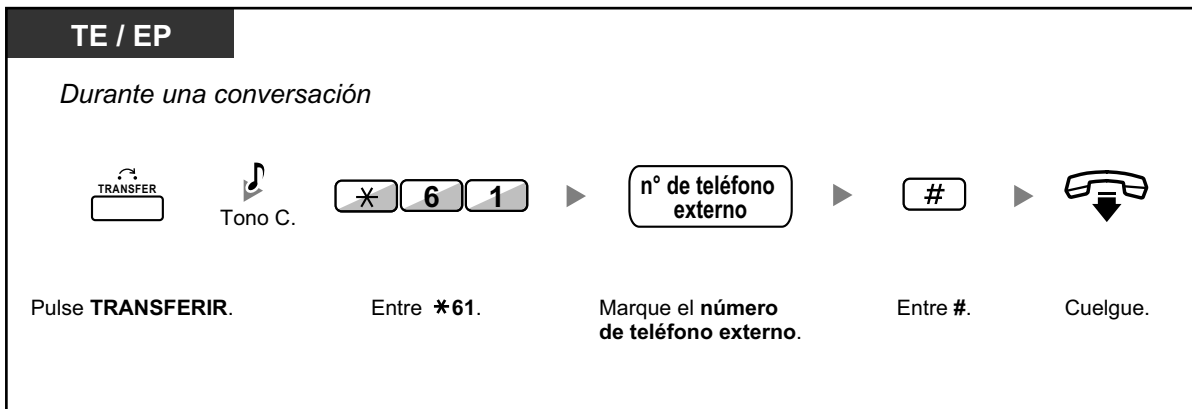 TE / EP
Durante una conversación
TRANSFER
Tono C.
* 6 1
n° de teléfono
externo
#
Pulse TRANSFERIR.
Entre *61.
Marque el número
de teléfono externo.
Entre #.
Cuelgue.